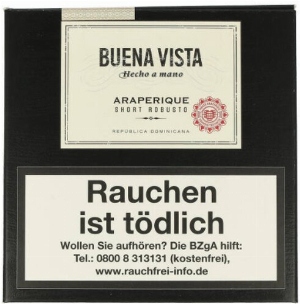 BUENA VISTA
Hecho a mano
ARAPERIQUE
SHORT ROBUSTO
REPÚBLICA DOMINICANA
Rauchen
ist tödlich
Wollen Sie aufhören? Die BZgA hilft:
Tel.: 0800 8 313131 (kostenfrei),
www.rauchfrei-info.de